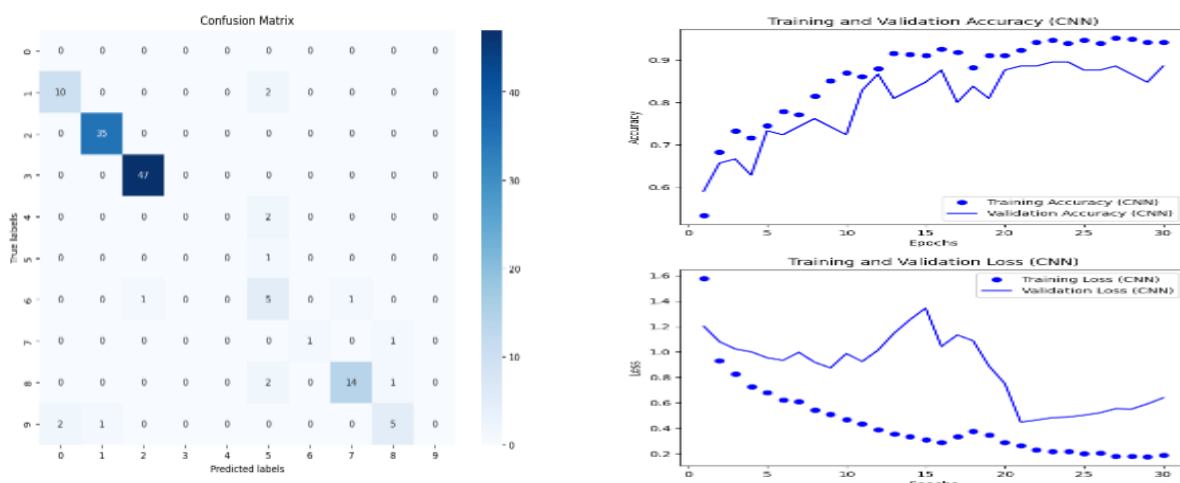 Confusion Matrix
0 0 0 0 0 0 0 0 0 0 0
1 10 0 0 0 0 2 0 0 0 0
2 0 35 0 0 0 0 0 0 0 0
3 0 0 47 0 0 0 0 0 0 0
4 0 0 0 0 0 2 0 0 0 0
5 0 0 0 0 0 1 0 0 0 0
6 0 0 1 0 0 5 0 1 0 0
7 0 0 0 0 0 0 1 0 1 0
8 0 0 0 0 0 2 0 14 1 0
9 2 1 0 0 0 0 0 0 5 0
0 1 2 3 4 5 6 7 8 9
True labels
Predicted labels
40
30
20
10
0
Training and Validation Accuracy (CNN)
0.9
0.8
0.7
0.6
Accuracy
Training Accuracy (CNN)
Validation Accuracy (CNN)
0 5 10 15 20 25 30
Epochs
Training and Validation Loss (CNN)
1.6
1.4
1.2
1.0
0.8
0.6
0.4
0.2
Loss
Training Loss (CNN)
Validation Loss (CNN)
0 5 10 15 20 25 30